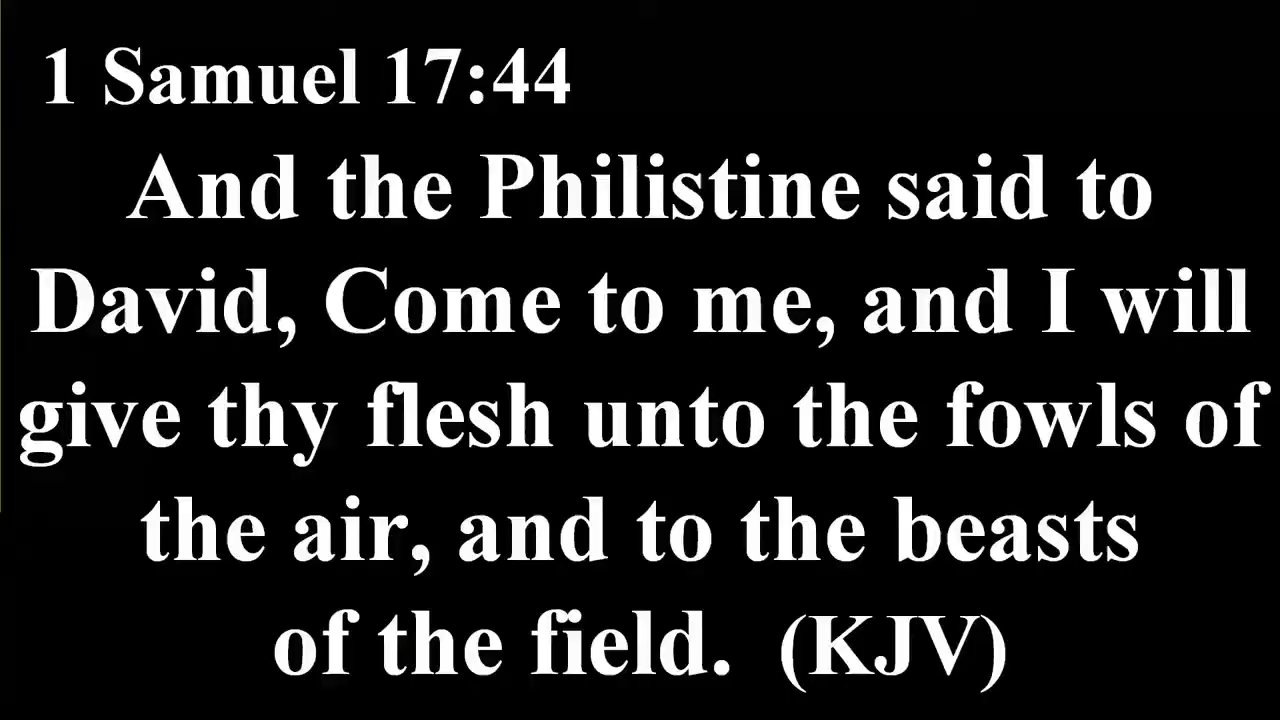 1 Samuel 17:44
And the Philistine said to
David, Come to me, and I will
give thy flesh unto the fowls of
the air, and to the beasts
of the field. (KJV)